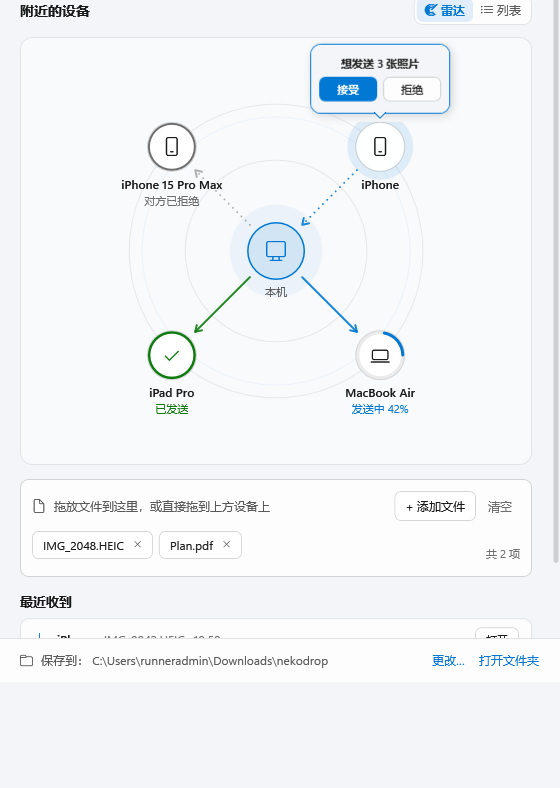 附近的设备
雷达
列表
想发送 3 张照片
接受
拒绝
iPhone 15 Pro Max
对方已拒绝
iPhone
本机
iPad Pro
已发送
MacBook Air
发送中 42%
拖放文件到这里，或直接拖到上方设备上
+ 添加文件
清空
IMG_2048.HEIC ×
Plan.pdf ×
共 2 项
最近收到
保存到: C:\Users\runneradmin\Downloads\nekodrop
更改...
打开文件夹